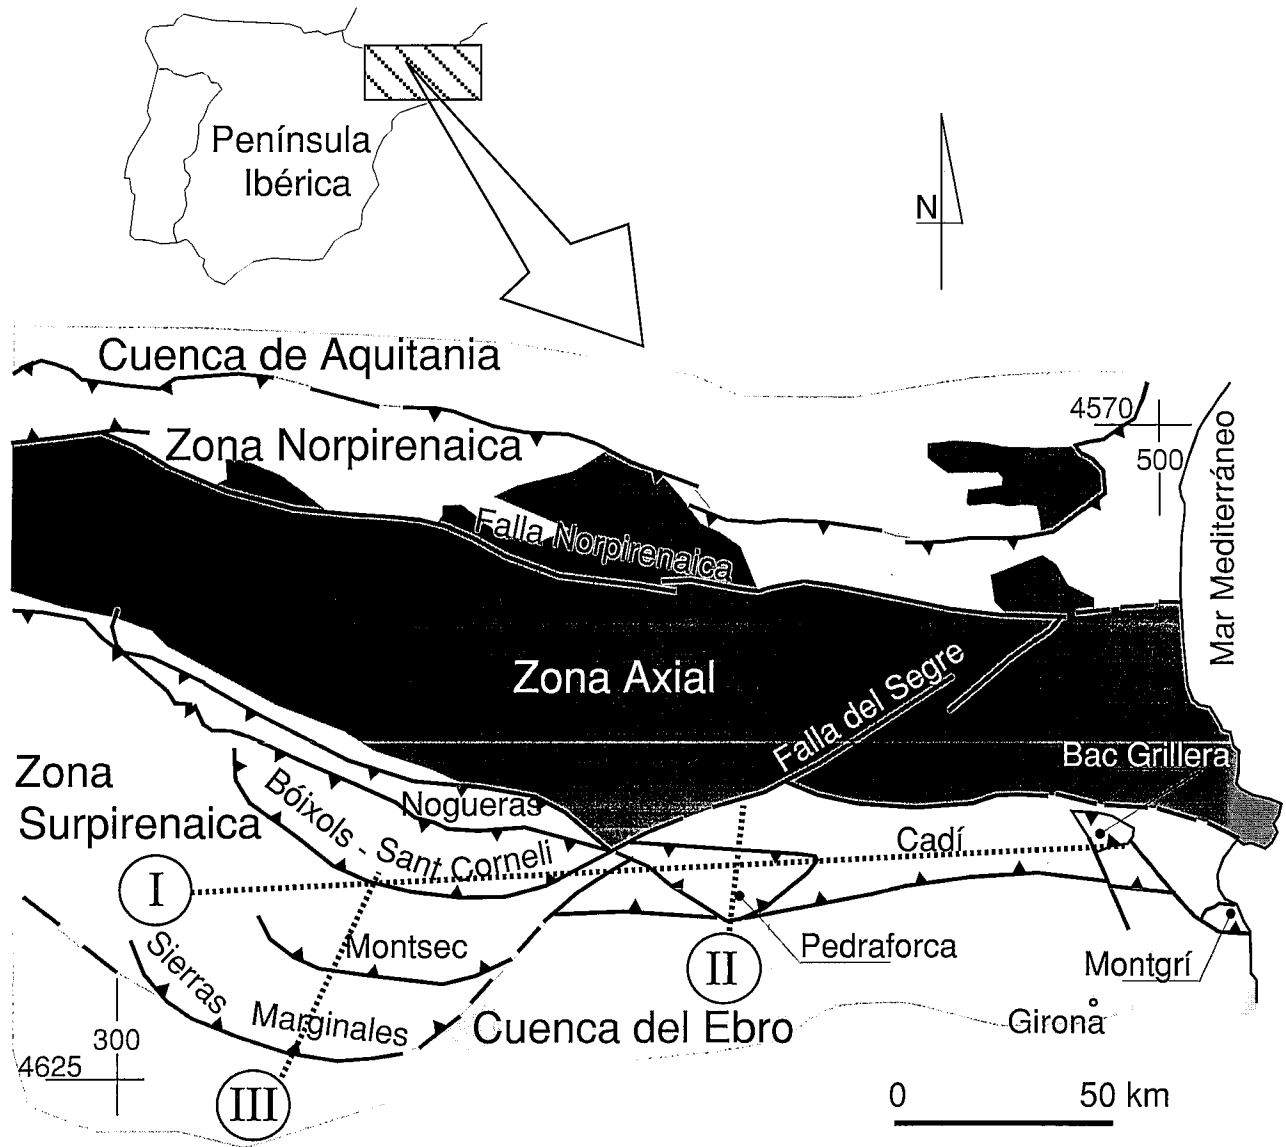 Península
Ibérica
N
Cuenca de Aquitania
4570
500
Zona Norpirenaica
Mar Mediterráneo
Falla Norpirenaica
Zona Axial
Falla del Segre
Bac Grillera
Zona
Surpirenaica
Bóixols - Sant Corneli
Nogueras
Cadí
I
Montsec
Pedraforca
II
Montgrí
Sierras
Marginales
Cuenca del Ebro
Girona
300
4625
III
0
50 km